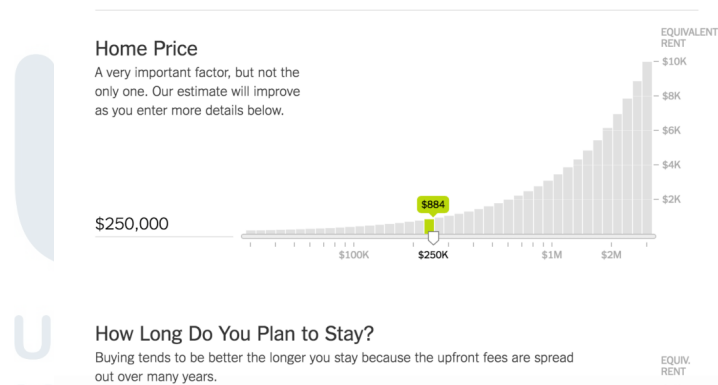 EQUIVALENT
RENT
Home Price
A very important factor, but not the
only one. Our estimate will improve
as you enter more details below.
$10K
$8K
$6K
$4K
$2K
$884
$250,000
$100K
$250K
$1M
$2M
U
How Long Do You Plan to Stay?
Buying tends to be better the longer you stay because the upfront fees are spread
out over many years.
EQUIV.
RENT